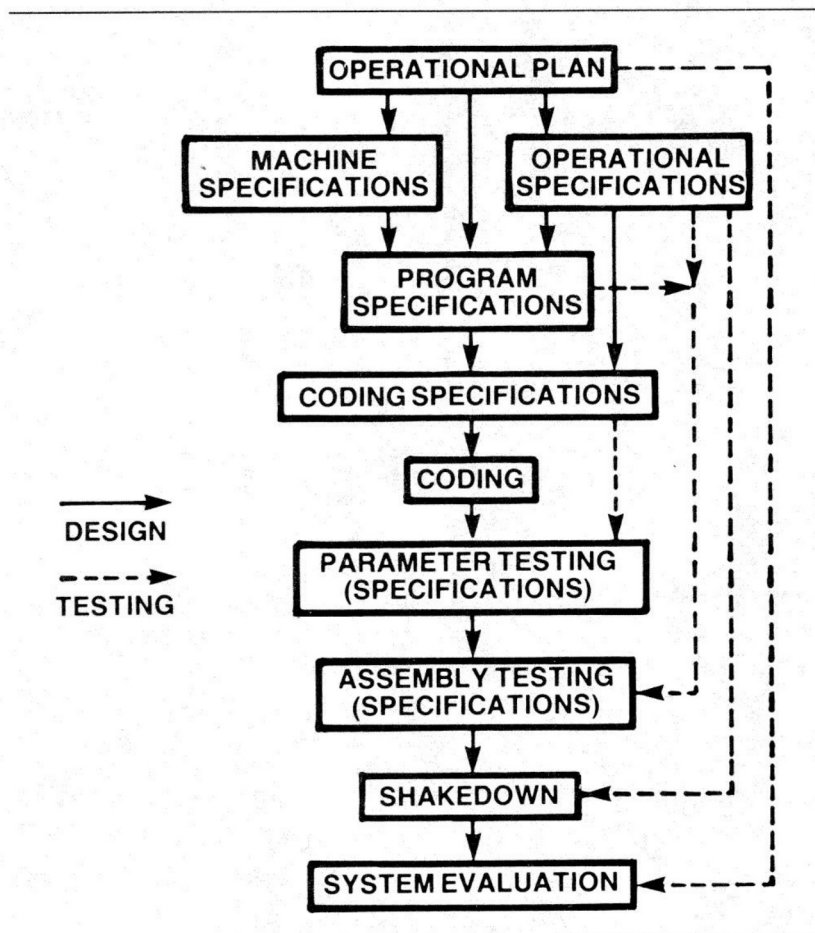 OPERATIONAL PLAN
MACHINE
SPECIFICATIONS
OPERATIONAL
SPECIFICATIONS
PROGRAM
SPECIFICATIONS
CODING SPECIFICATIONS
CODING
DESIGN
TESTING
PARAMETER TESTING
(SPECIFICATIONS)
ASSEMBLY TESTING
(SPECIFICATIONS)
SHAKEDOWN
SYSTEM EVALUATION